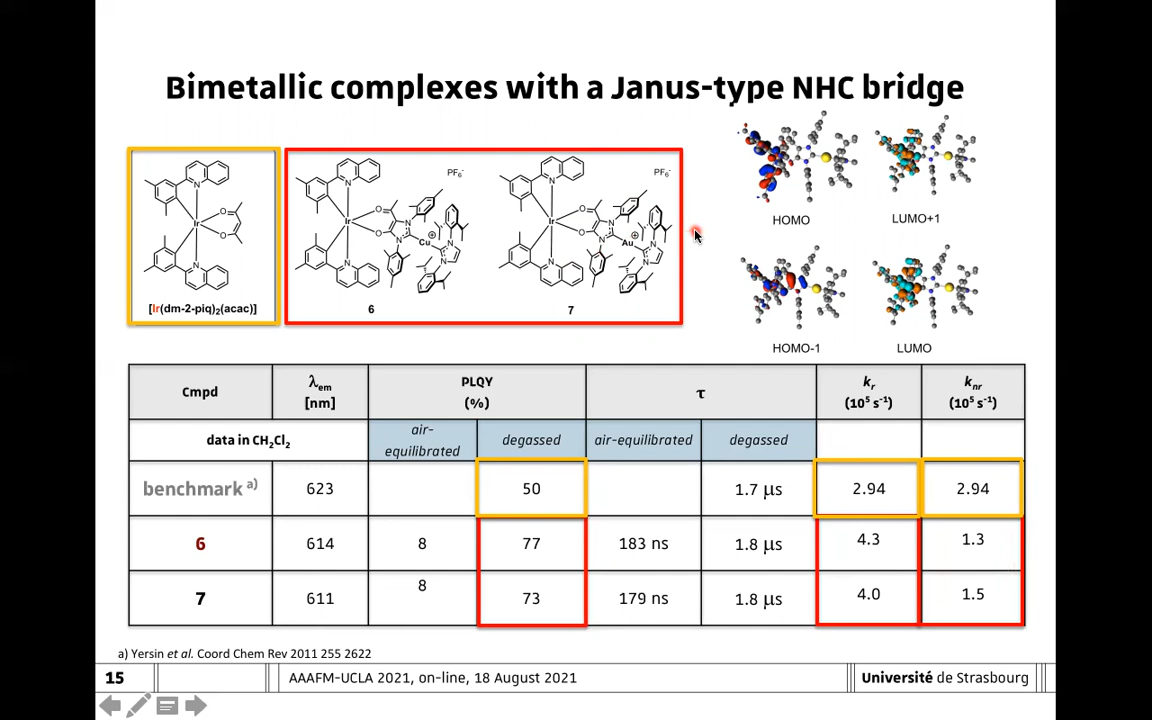 Bimetallic complexes with a Janus-type NHC bridge
N
Ir
O
O
N
[Ir(dm-2-piq)₂(acac)]
N
Ir
O
O
N
N
Cu
+
N
N
PF₆⁻
6
N
Ir
O
O
N
N
Au
+
N
N
PF₆⁻
7
HOMO
LUMO+1
HOMO-1
LUMO
Cmpd
λem
[nm]
PLQY
(%)
τ
kr
(10⁵ s⁻¹)
knr
(10⁵ s⁻¹)
data in CH₂Cl₂
air-
equilibrated
degassed
air-equilibrated
degassed
benchmark a)
623
50
1.7 μs
2.94
2.94
6
614
8
77
183 ns
1.8 μs
4.3
1.3
7
611
8
73
179 ns
1.8 μs
4.0
1.5
a) Yersin et al. Coord Chem Rev 2011 255 2622
15
AAAFM-UCLA 2021, on-line, 18 August 2021
Université de Strasbourg